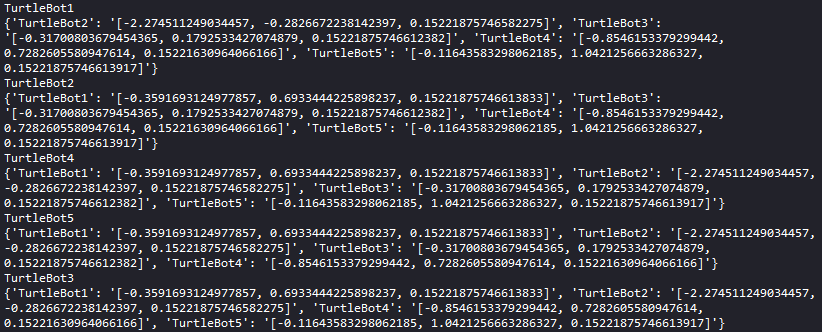 TurtleBot1
{'TurtleBot2': '[-2.274511249034457, -0.2826672238142397, 0.15221875746582275]', 'TurtleBot3':
'[-0.31700803679454365, 0.1792533427074879, 0.15221875746612382]', 'TurtleBot4': '[-0.8546153379299442,
0.7282605580947614, 0.15221630964066166]', 'TurtleBot5': '[-0.11643583298062185, 1.0421256663286327,
0.15221875746613917]'}
TurtleBot2
{'TurtleBot1': '[-0.3591693124977857, 0.6933444225898237, 0.15221875746613833]', 'TurtleBot3':
'[-0.31700803679454365, 0.1792533427074879, 0.15221875746612382]', 'TurtleBot4': '[-0.8546153379299442,
0.7282605580947614, 0.15221630964066166]', 'TurtleBot5': '[-0.11643583298062185, 1.0421256663286327,
0.15221875746613917]'}
TurtleBot4
{'TurtleBot1': '[-0.3591693124977857, 0.6933444225898237, 0.15221875746613833]', 'TurtleBot2': '[-2.274511249034457,
-0.2826672238142397, 0.15221875746582275]', 'TurtleBot3': '[-0.31700803679454365, 0.1792533427074879,
0.15221875746612382]', 'TurtleBot5': '[-0.11643583298062185, 1.0421256663286327, 0.15221875746613917]'}
TurtleBot5
{'TurtleBot1': '[-0.3591693124977857, 0.6933444225898237, 0.15221875746613833]', 'TurtleBot2': '[-2.274511249034457,
-0.2826672238142397, 0.15221875746582275]', 'TurtleBot3': '[-0.31700803679454365, 0.1792533427074879,
0.15221875746612382]', 'TurtleBot4': '[-0.8546153379299442, 0.7282605580947614, 0.15221630964066166]'}
TurtleBot3
{'TurtleBot1': '[-0.3591693124977857, 0.6933444225898237, 0.15221875746613833]', 'TurtleBot2': '[-2.274511249034457,
-0.2826672238142397, 0.15221875746582275]', 'TurtleBot4': '[-0.8546153379299442, 0.7282605580947614,
0.15221630964066166]', 'TurtleBot5': '[-0.11643583298062185, 1.0421256663286327, 0.15221875746613917]'}